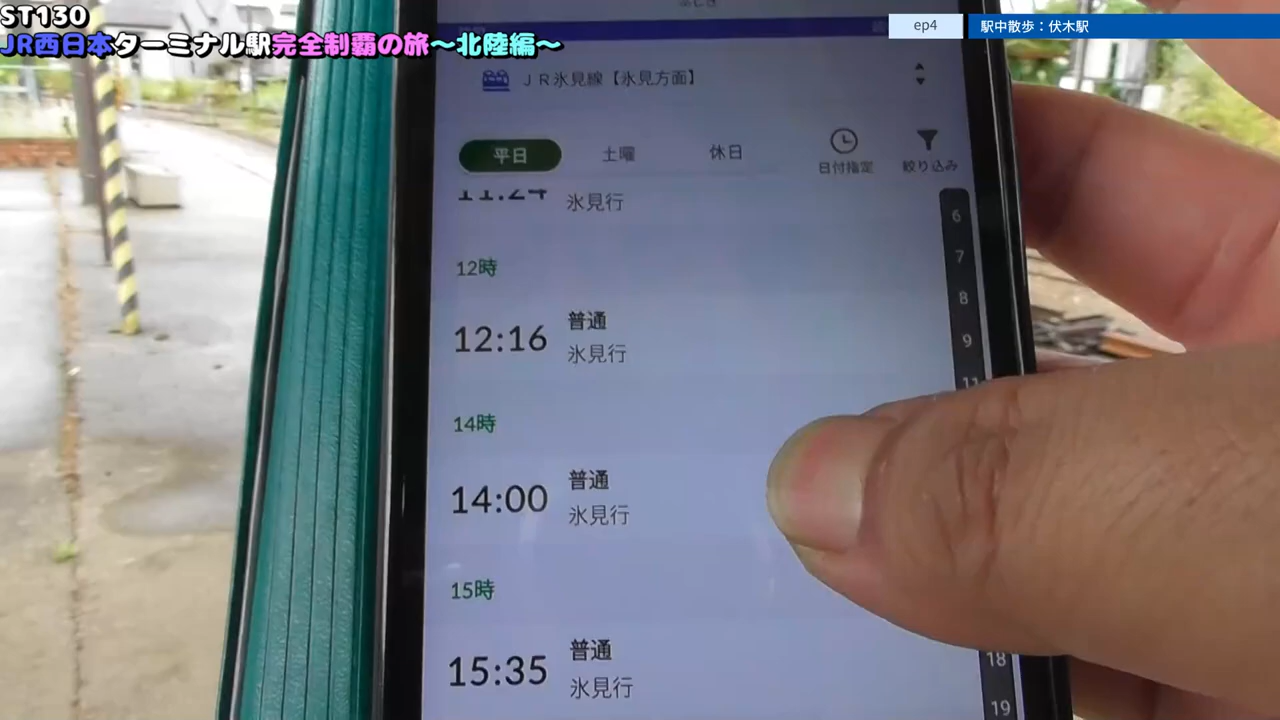 ST130
JR西日本ターミナル駅完全制覇の旅〜北陸編〜
ep4
駅中散歩：伏木駅
ＪＲ氷見線【氷見方面】
平日
土曜
休日
日付指定
絞り込み
11:24
氷見行
12時
12:16
普通
氷見行
14時
14:00
普通
氷見行
15時
15:35
普通
氷見行
6
7
8
9
11
18
19